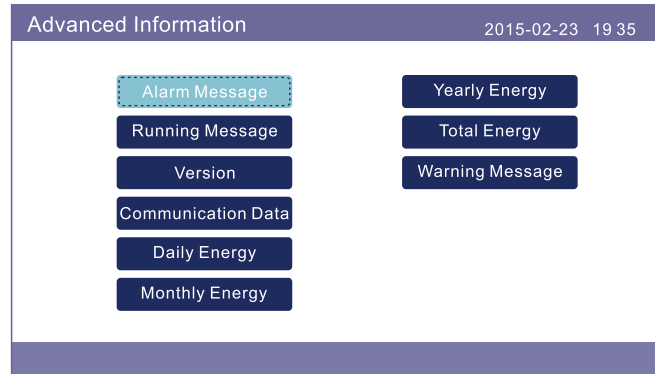 Advanced Information
2015-02-23 19 35
Alarm Message
Running Message
Version
Communication Data
Daily Energy
Monthly Energy
Yearly Energy
Total Energy
Warning Message